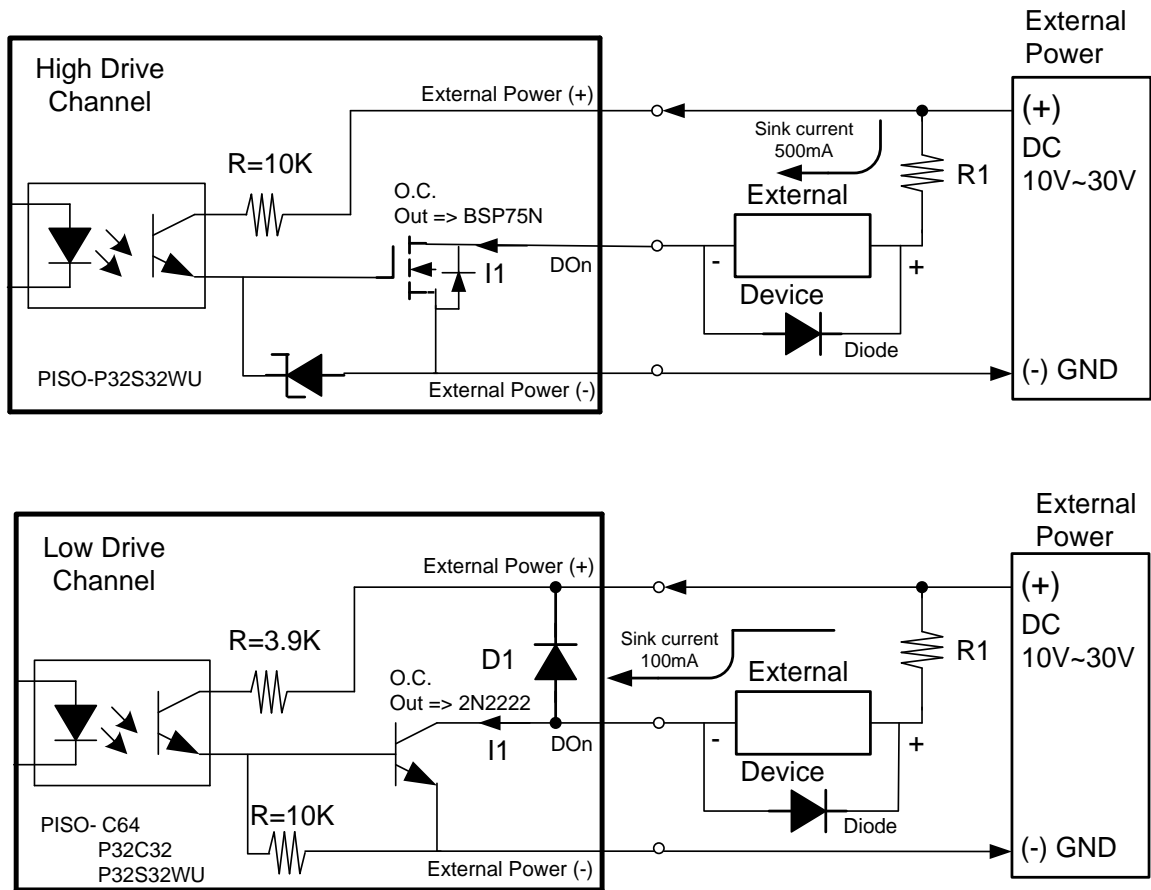 External
Power
High Drive
Channel
External Power (+)
(+)
DC
10V~30V
Sink current
500mA
R=10K
R1
O.C.
Out => BSP75N
External
I1
DOn
-
+
Device
Diode
PISO-P32S32WU
External Power (-)
(-) GND
External
Power
Low Drive
Channel
External Power (+)
(+)
DC
10V~30V
R=3.9K
D1
Sink current
100mA
R1
O.C.
Out => 2N2222
External
I1
DOn
-
+
Device
Diode
R=10K
PISO- C64
P32C32
P32S32WU
External Power (-)
(-) GND